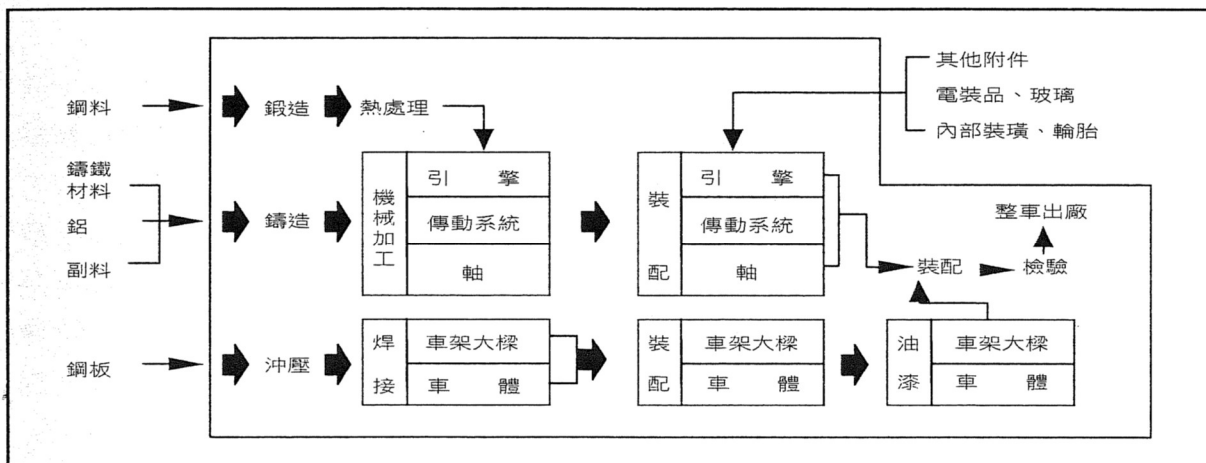 其他附件
電裝品、玻璃
內部裝璜、輪胎
鋼料
鍛造
熱處理
鑄鐵
材料
鋁
副料
鑄造
機械加工
引擎
傳動系統
軸
裝配
引擎
傳動系統
軸
整車出廠
裝配
檢驗
鋼板
沖壓
焊接
車架大樑
車體
裝配
車架大樑
車體
油漆
車架大樑
車體